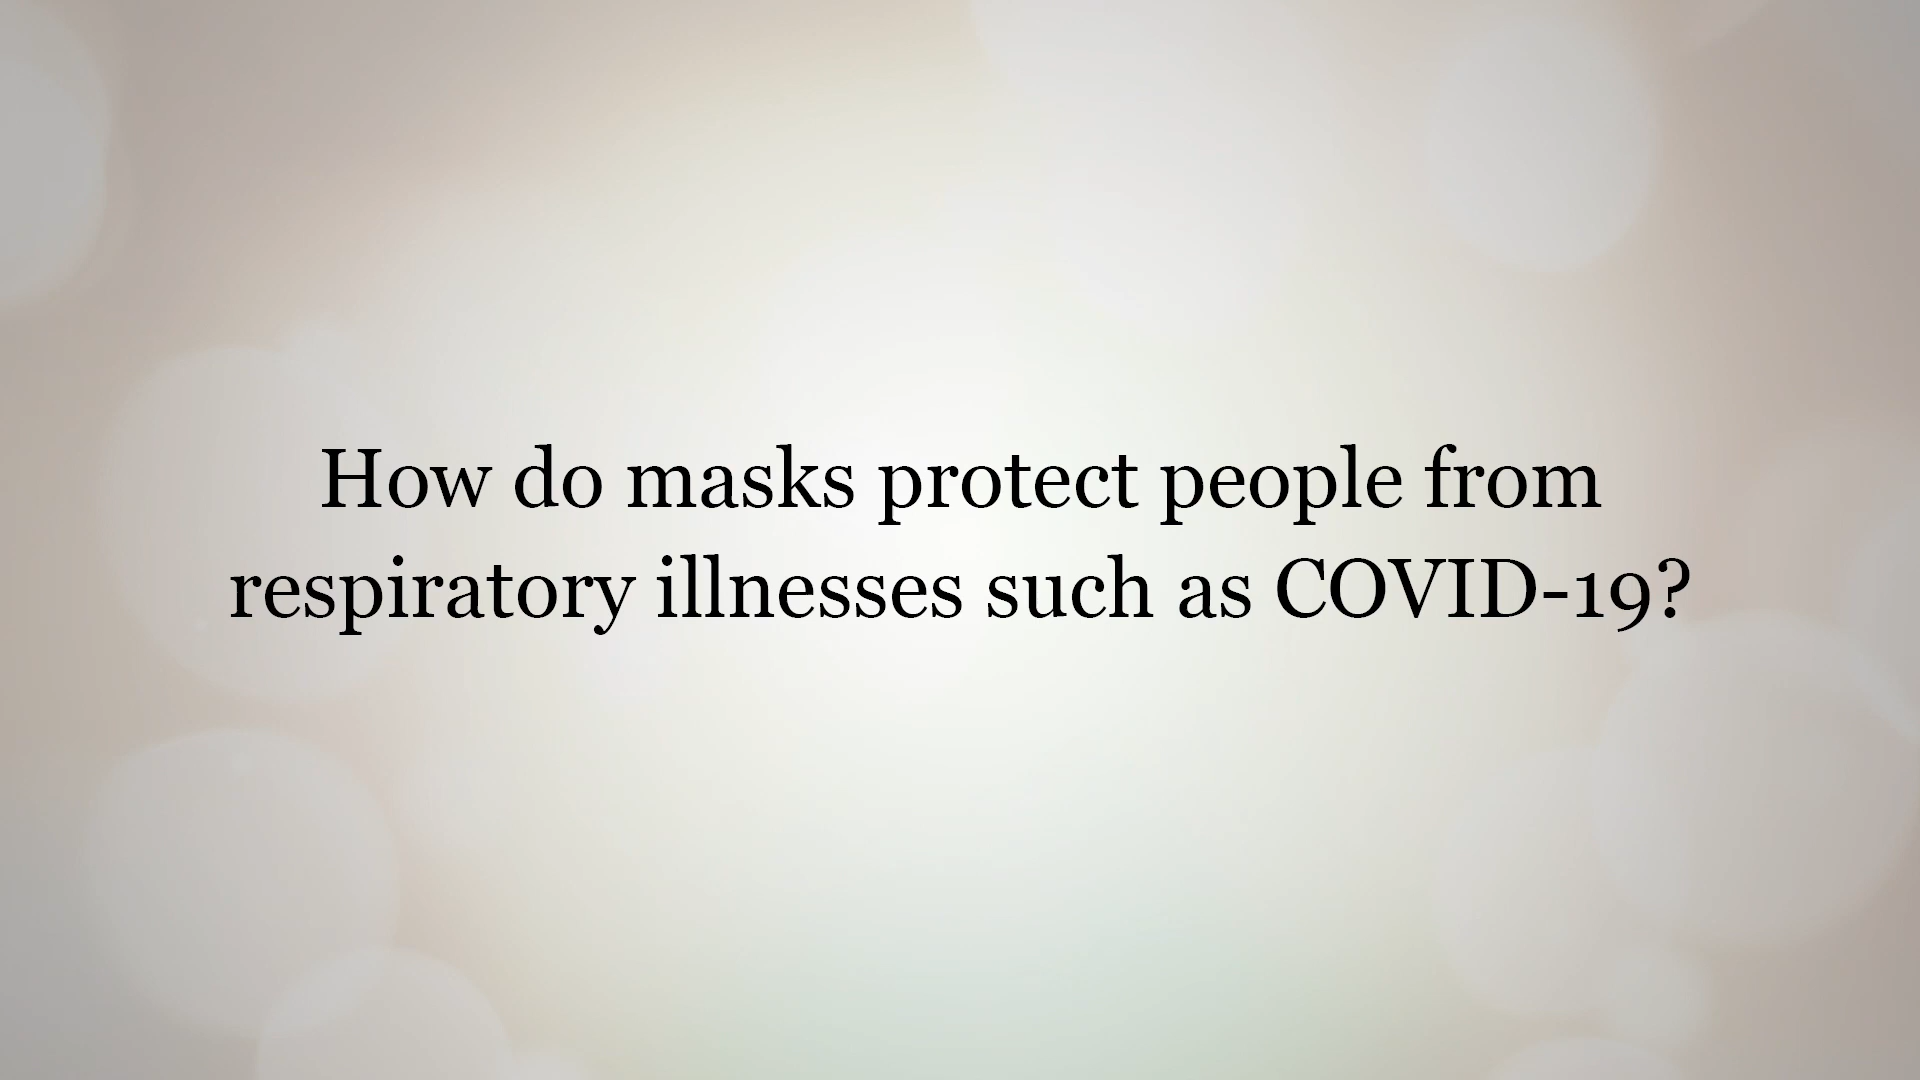 How do masks protect people from
respiratory illnesses such as COVID-19?